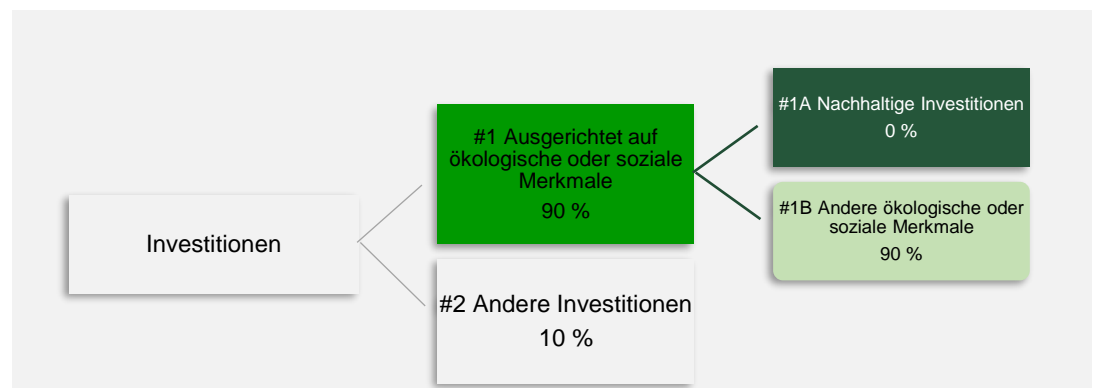 Investitionen
#1 Ausgerichtet auf
ökologische oder soziale
Merkmale
90 %
#2 Andere Investitionen
10 %
#1A Nachhaltige Investitionen
0 %
#1B Andere ökologische oder
soziale Merkmale
90 %